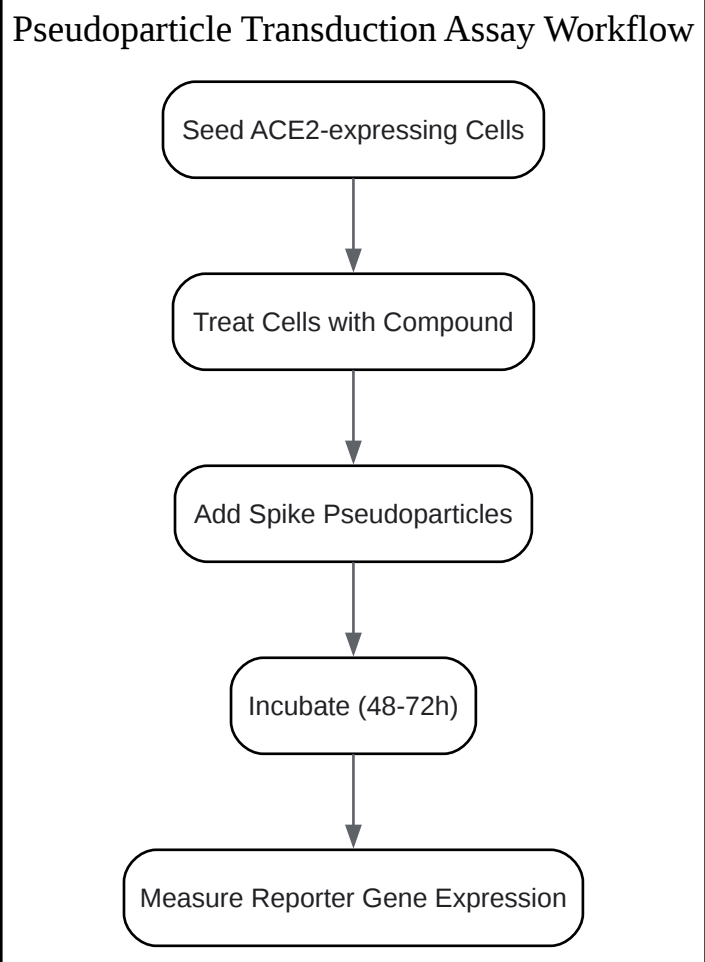 Pseudoparticle Transduction Assay Workflow
Seed ACE2-expressing Cells
Treat Cells with Compound
Add Spike Pseudoparticles
Incubate (48-72h)
Measure Reporter Gene Expression